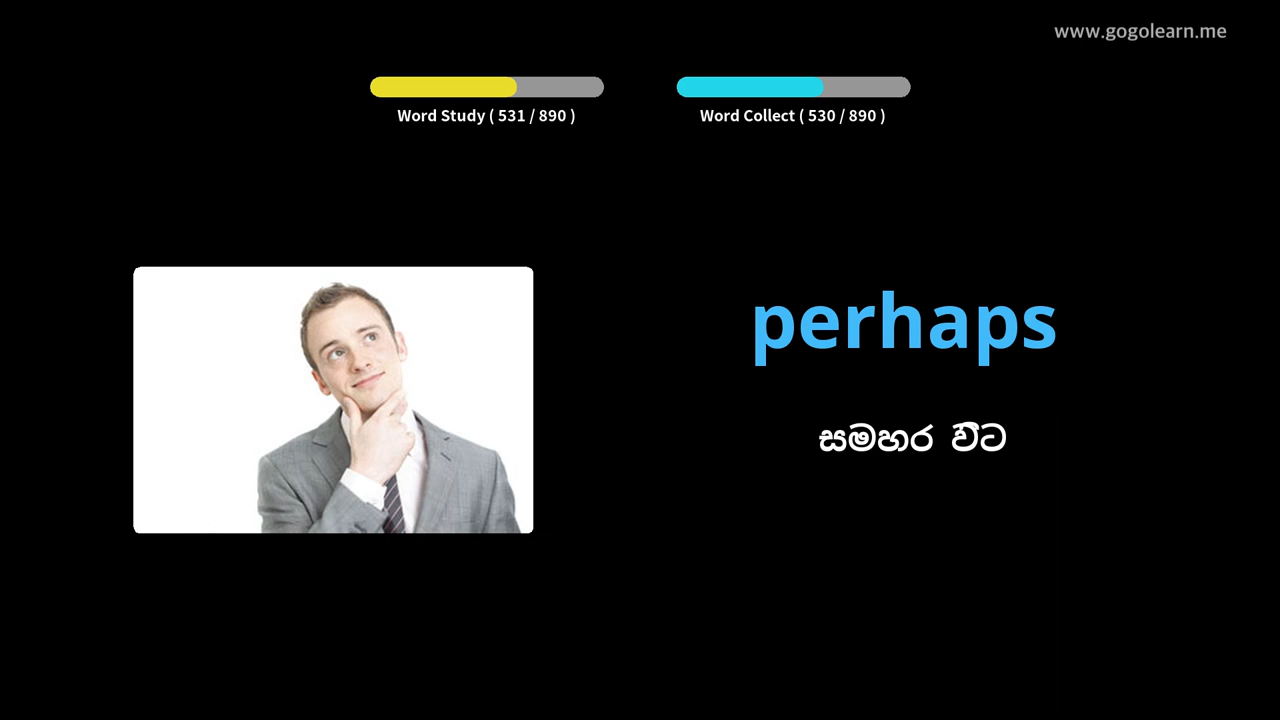 www.gogolearn.me
Word Study ( 531 / 890 )
Word Collect ( 530 / 890 )
perhaps
සමහර විට